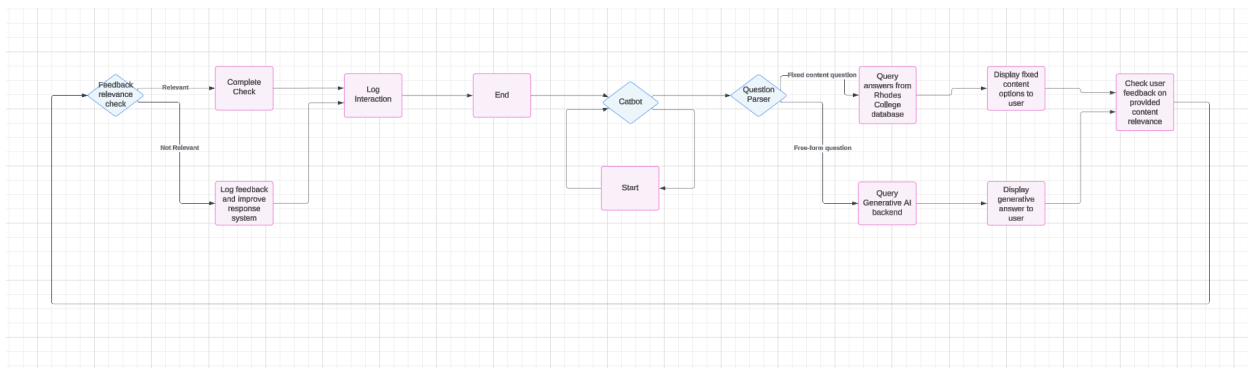 Feedback
relevance
check
Relevant
Complete
Check
Log
Interaction
End
Catbot
Question
Parser
Fixed content question
Query
answers from
Rhodes
College
database
Display fixed
content
options to
user
Check user
feedback on
provided
content
relevance
Not Relevant
Log feedback
and improve
response
system
Start
Free-form question
Query
Generative AI
backend
Display
generative
answer to
user